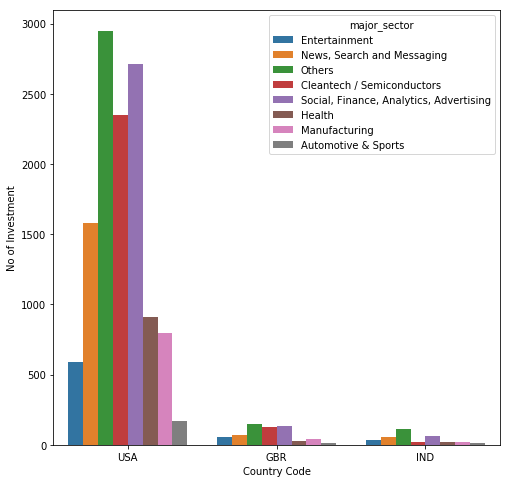 major_sector
Entertainment
News, Search and Messaging
Others
Cleantech / Semiconductors
Social, Finance, Analytics, Advertising
Health
Manufacturing
Automotive & Sports
3000
2500
2000
1500
1000
500
0
No of Investment
USA GBR IND
Country Code